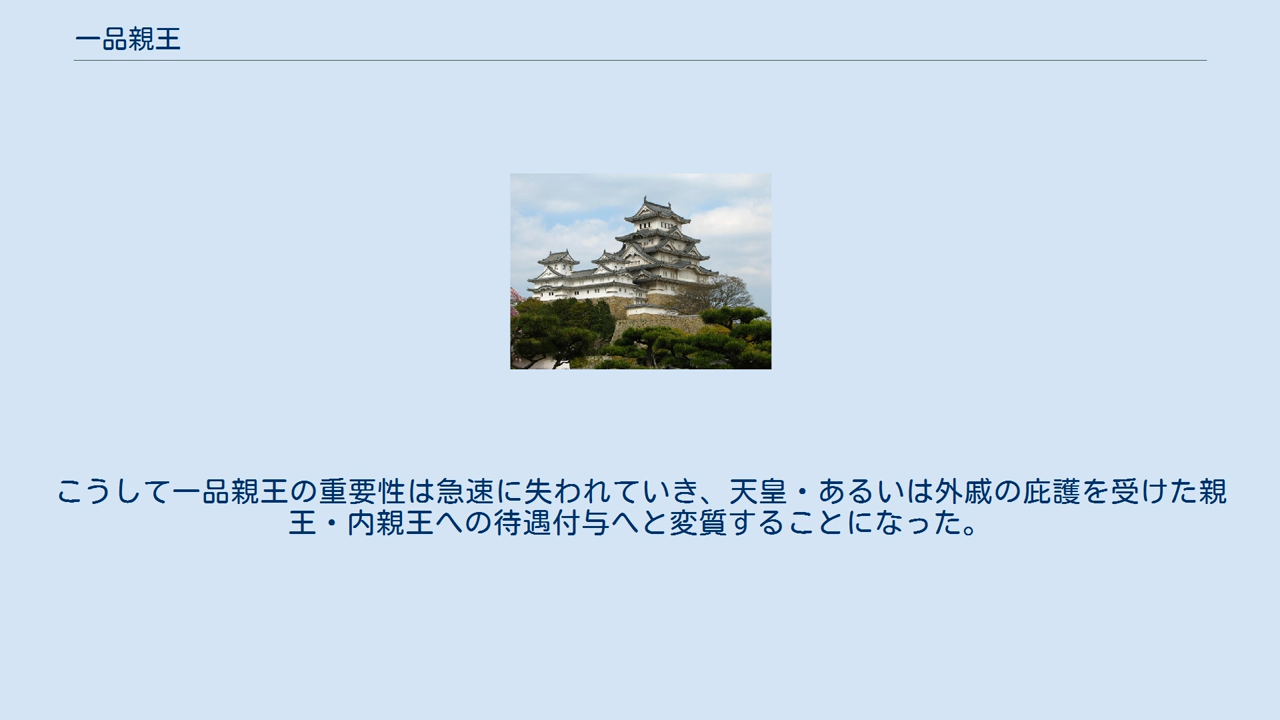 一品親王
こうして一品親王の重要性は急速に失われていき、天皇・あるいは外戚の庇護を受けた親
王・内親王への待遇付与へと変質することになった。